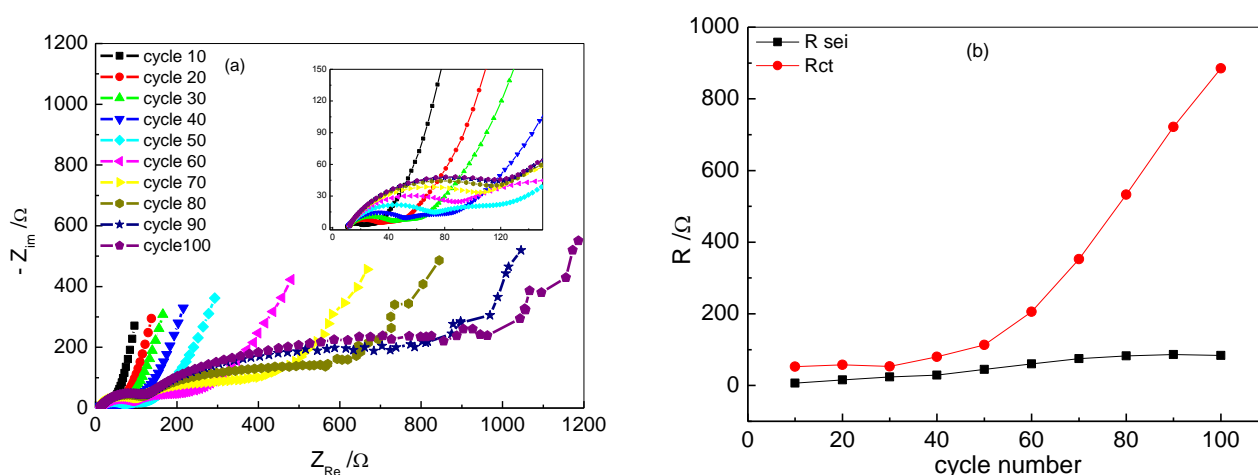 (a)
cycle 10
cycle 20
cycle 30
cycle 40
cycle 50
cycle 60
cycle 70
cycle 80
cycle 90
cycle100
1200
1000
800
600
400
200
0
- Z_im /Ω
0 200 400 600 800 1000 1200
Z_Re /Ω
150
120
90
60
30
0
0 40 80 120
(b)
R sei
Rct
1000
800
600
400
200
0
R /Ω
0 20 40 60 80 100
cycle number